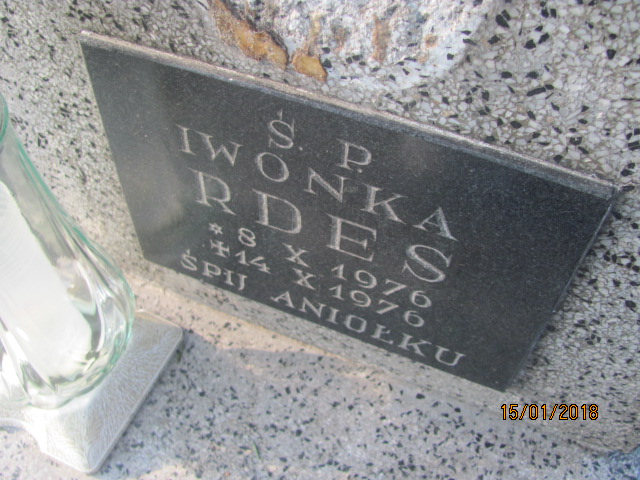 Ś. P.
IWONKA
RDES
* 8 X 1976
+ 14 X 1976
ŚPIJ ANIOŁKU
15/01/2018